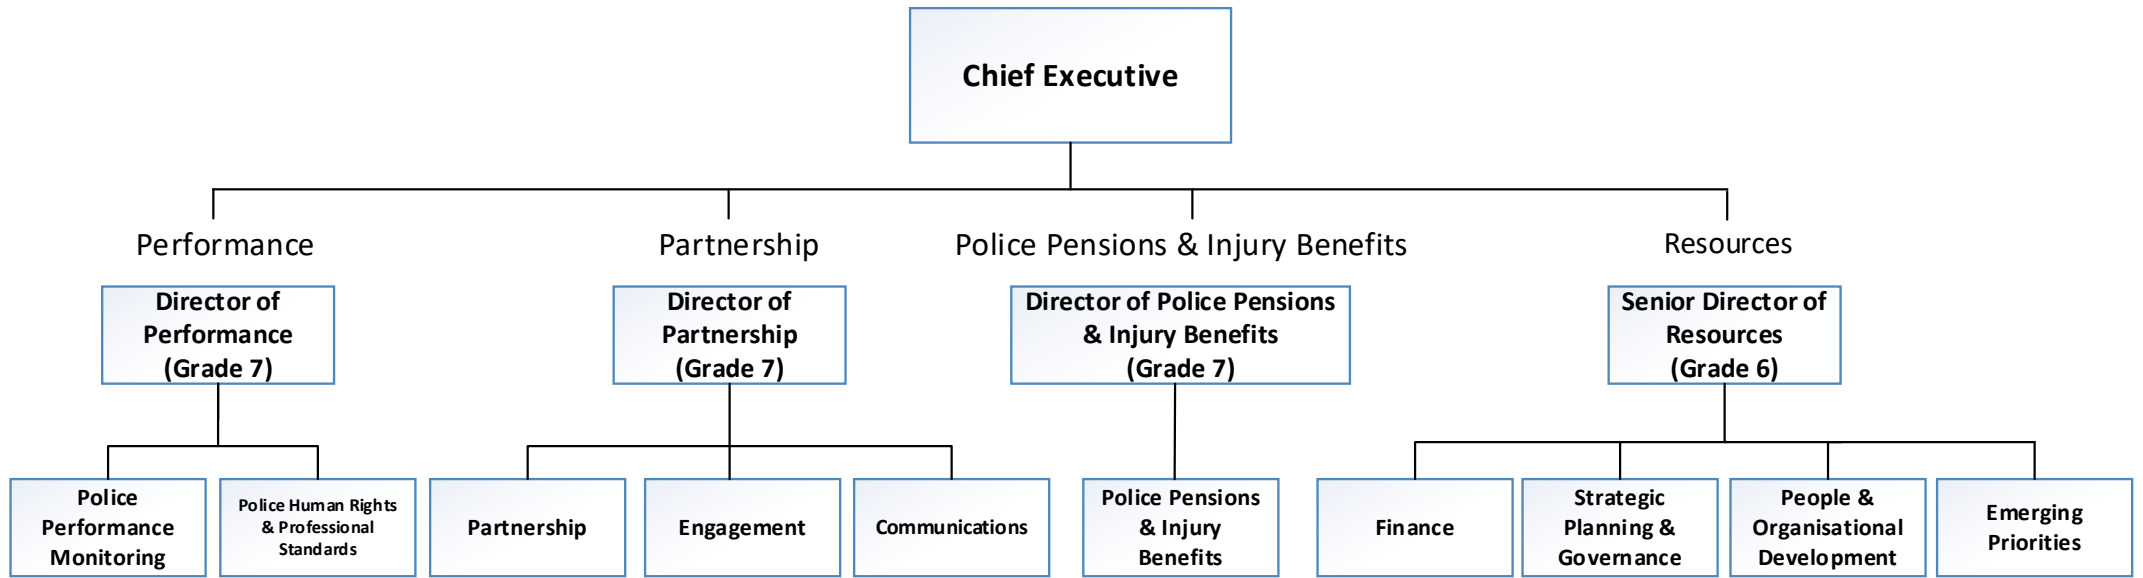 Chief Executive
Performance
Partnership
Police Pensions & Injury Benefits
Resources
Director of
Performance
(Grade 7)
Director of
Partnership
(Grade 7)
Director of Police Pensions
& Injury Benefits
(Grade 7)
Senior Director of
Resources
(Grade 6)
Police
Performance
Monitoring
Police Human Rights
& Professional
Standards
Partnership
Engagement
Communications
Police Pensions
& Injury
Benefits
Finance
Strategic
Planning &
Governance
People &
Organisational
Development
Emerging
Priorities